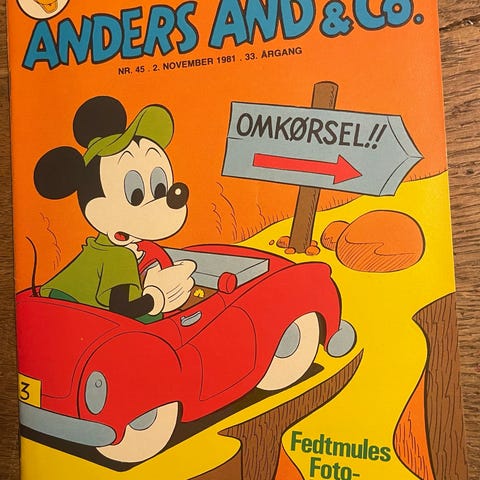 ANDERS AND & Co.
NR. 45 . 2. NOVEMBER 1981 . 33. ÅRGANG
OMKØRSEL!!
3
Fedtmules
Foto-